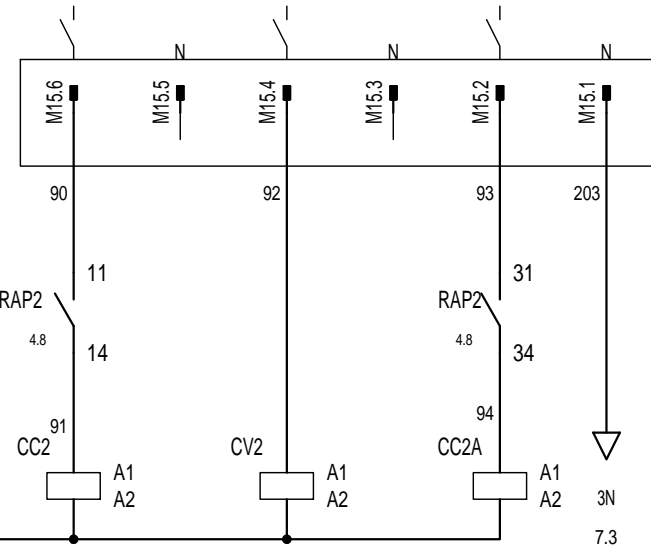 N N N
M15.6 M15.5 M15.4 M15.3 M15.2 M15.1
90 92 93 203
11 31
RAP2 RAP2
4.8 4.8
14 34
91 94
CC2 CV2 CC2A
A1 A1 A1
A2 A2 A2
3N
7.3